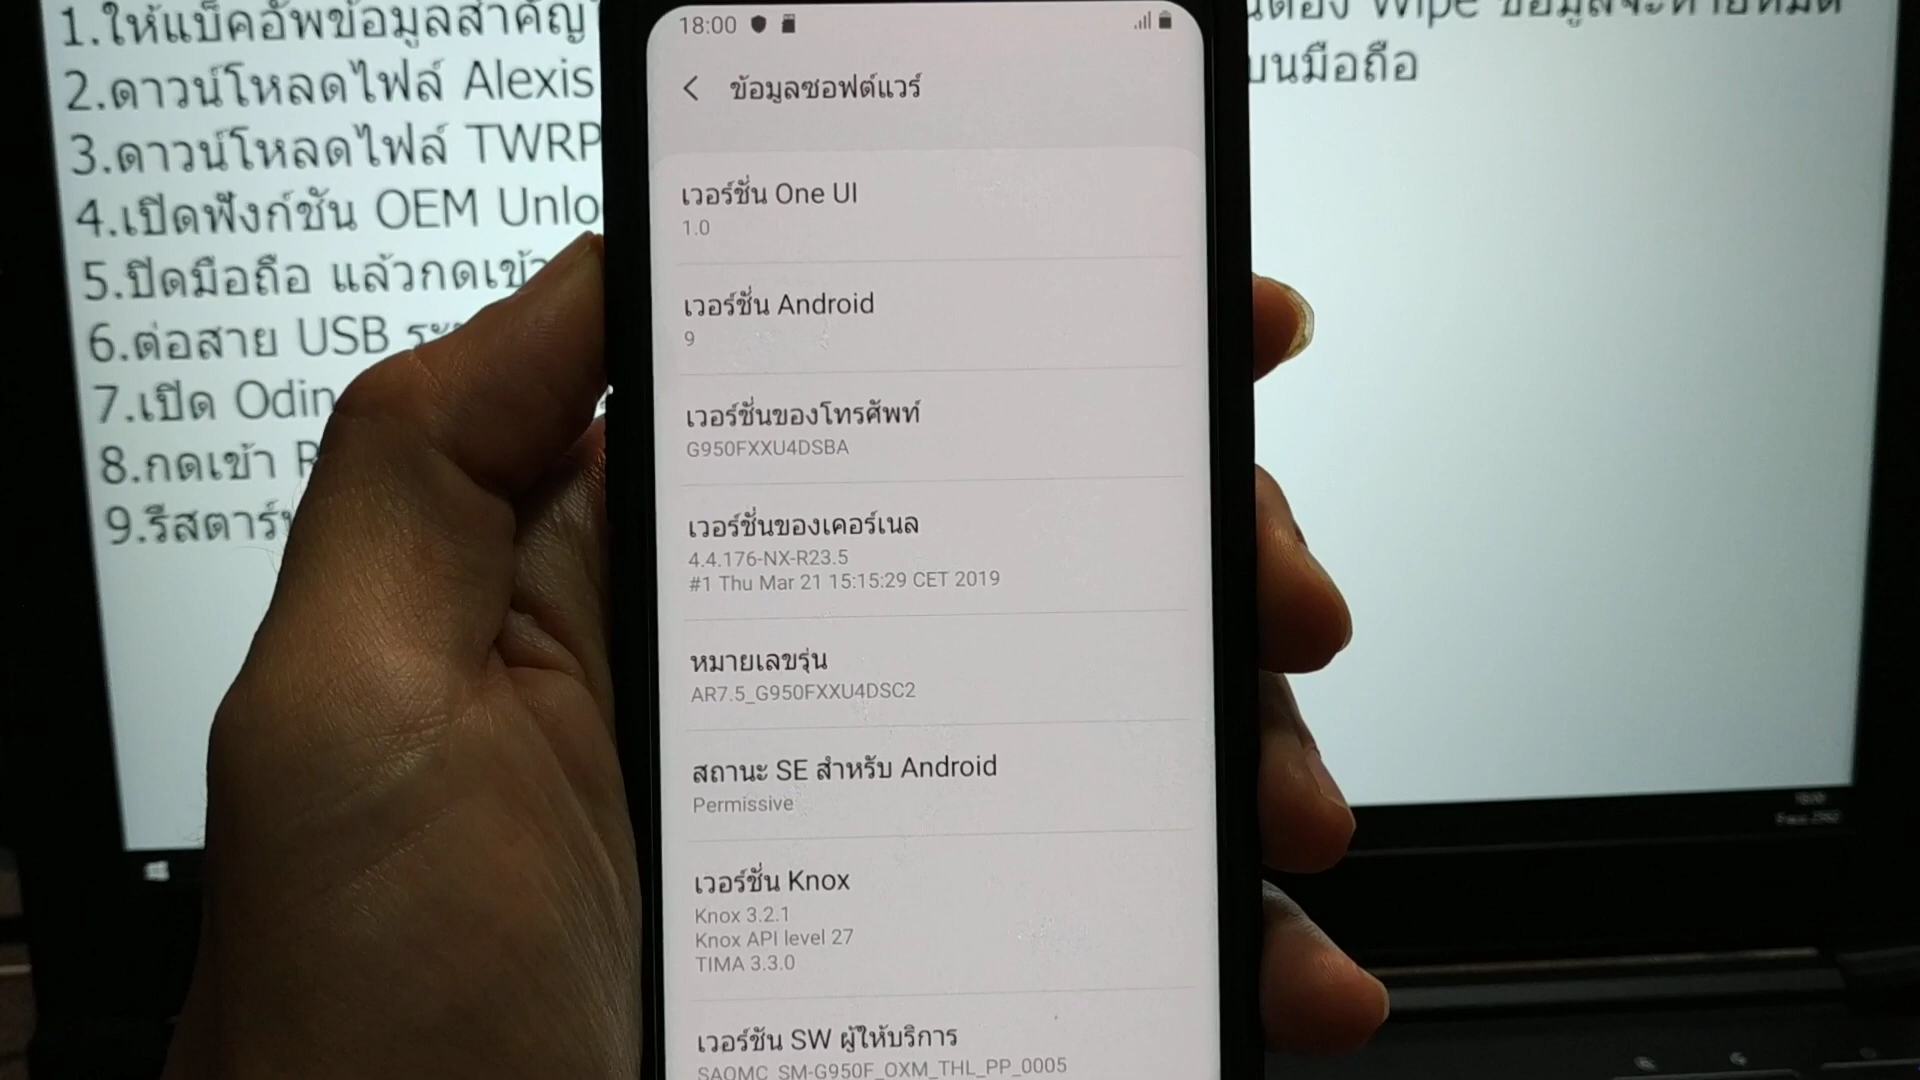 1.ให้แบ็คอัพข้อมูลสำคัญ
ต้อง Wipe ข้อมูลจะหายหมด
2.ดาวน์โหลดไฟล์ Alexis
บนมือถือ
3.ดาวน์โหลดไฟล์ TWRP
4.เปิดฟังก์ชัน OEM Unlo
5.ปิดมือถือ แล้วกดเข้า
6.ต่อสาย USB
7.เปิด Odin
8.กดเข้า R
9.รีสตาร์ท
18:00
ข้อมูลซอฟต์แวร์
เวอร์ชั่น One UI
1.0
เวอร์ชั่น Android
9
เวอร์ชั่นของโทรศัพท์
G950FXXU4DSBA
เวอร์ชั่นของเคอร์เนล
4.4.176-NX-R23.5
#1 Thu Mar 21 15:15:29 CET 2019
หมายเลขรุ่น
AR7.5_G950FXXU4DSC2
สถานะ SE สำหรับ Android
Permissive
เวอร์ชั่น Knox
Knox 3.2.1
Knox API level 27
TIMA 3.3.0
เวอร์ชั่น SW ผู้ให้บริการ
SAOMC_SM-G950F_OXM_THL_PP_0005